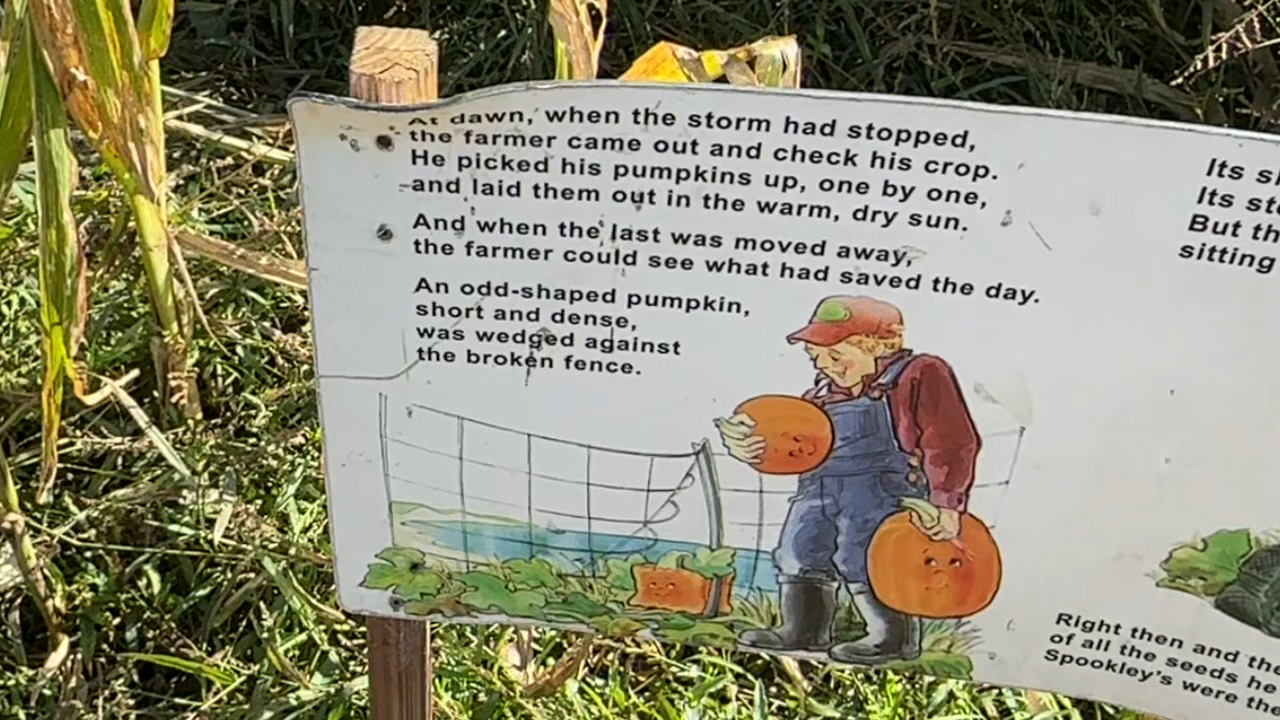 At dawn, when the storm had stopped,
the farmer came out and check his crop.
He picked his pumpkins up, one by one,
and laid them out in the warm, dry sun.
And when the last was moved away,
the farmer could see what had saved the day.
An odd-shaped pumpkin,
short and dense,
was wedged against
the broken fence.
Its
Its
But
sitting
Right then and
of all the seeds he
Spookley's were the